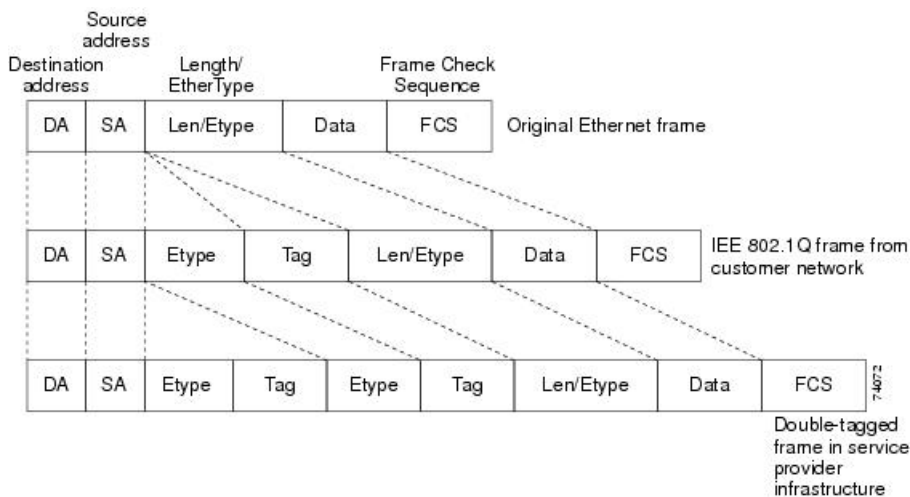 Source
address
Destination
address
Length/
EtherType
Frame Check
Sequence
DA SA Len/Etype Data FCS Original Ethernet frame
DA SA Etype Tag Len/Etype Data FCS
IEE 802.1Q frame from
customer network
DA SA Etype Tag Etype Tag Len/Etype Data FCS
74072
Double-tagged
frame in service
provider
infrastructure